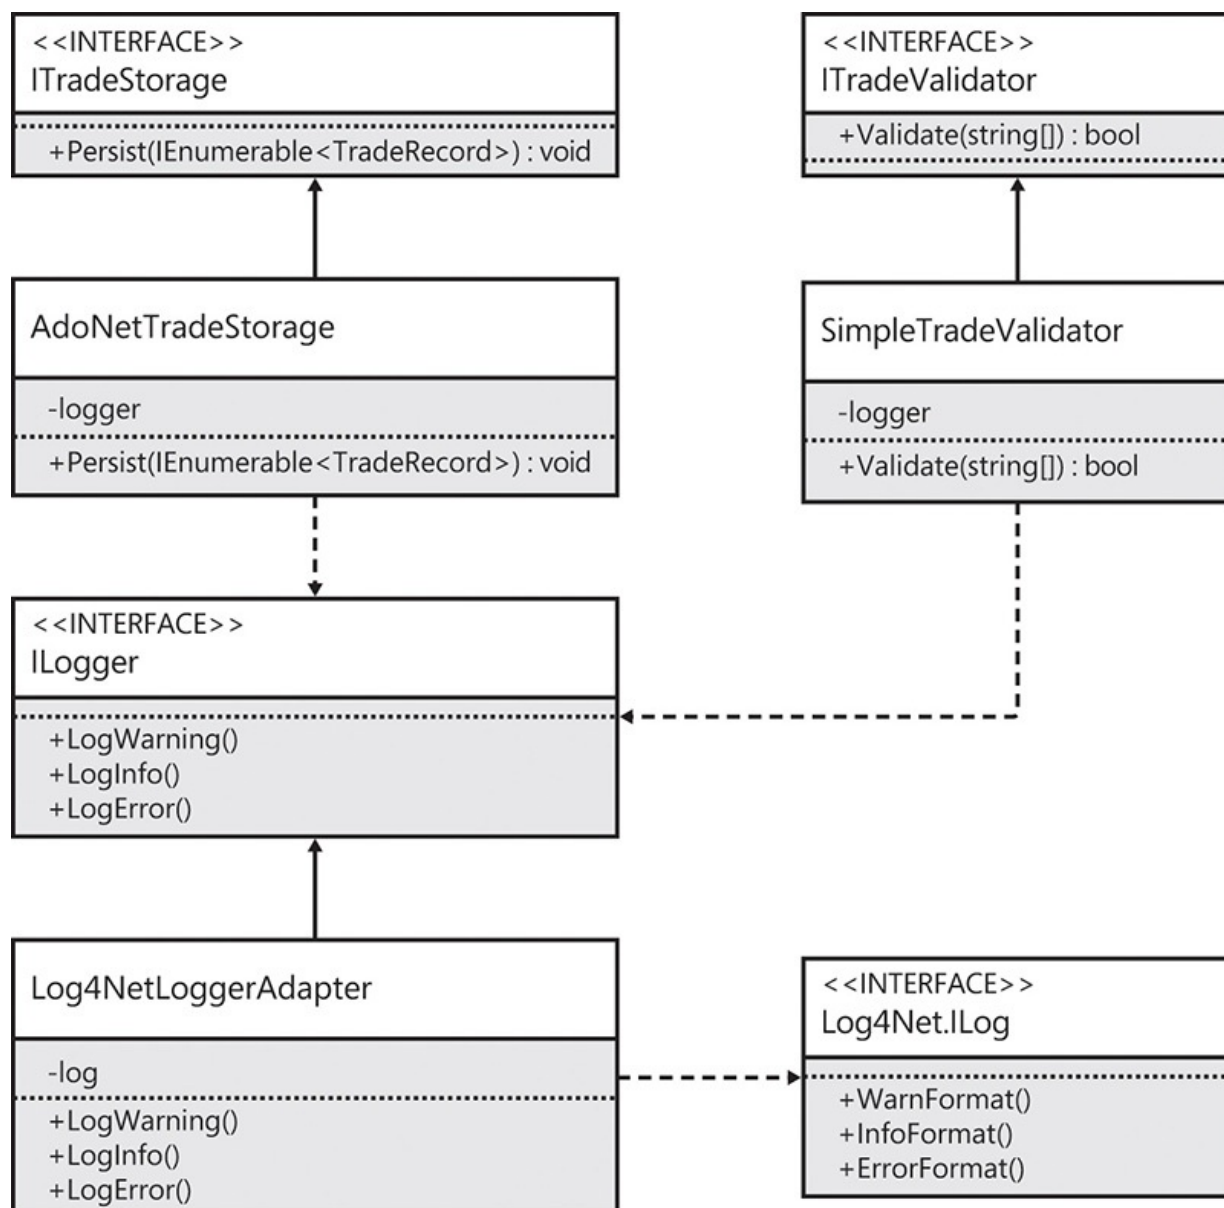 <<INTERFACE>>
ITradeStorage
+Persist(IEnumerable<TradeRecord>) : void
<<INTERFACE>>
ITradeValidator
+Validate(string[]) : bool
AdoNetTradeStorage
-logger
+Persist(IEnumerable<TradeRecord>) : void
SimpleTradeValidator
-logger
+Validate(string[]) : bool
<<INTERFACE>>
ILogger
+LogWarning()
+LogInfo()
+LogError()
Log4NetLoggerAdapter
-log
+LogWarning()
+LogInfo()
+LogError()
<<INTERFACE>>
Log4Net.ILog
+WarnFormat()
+InfoFormat()
+ErrorFormat()